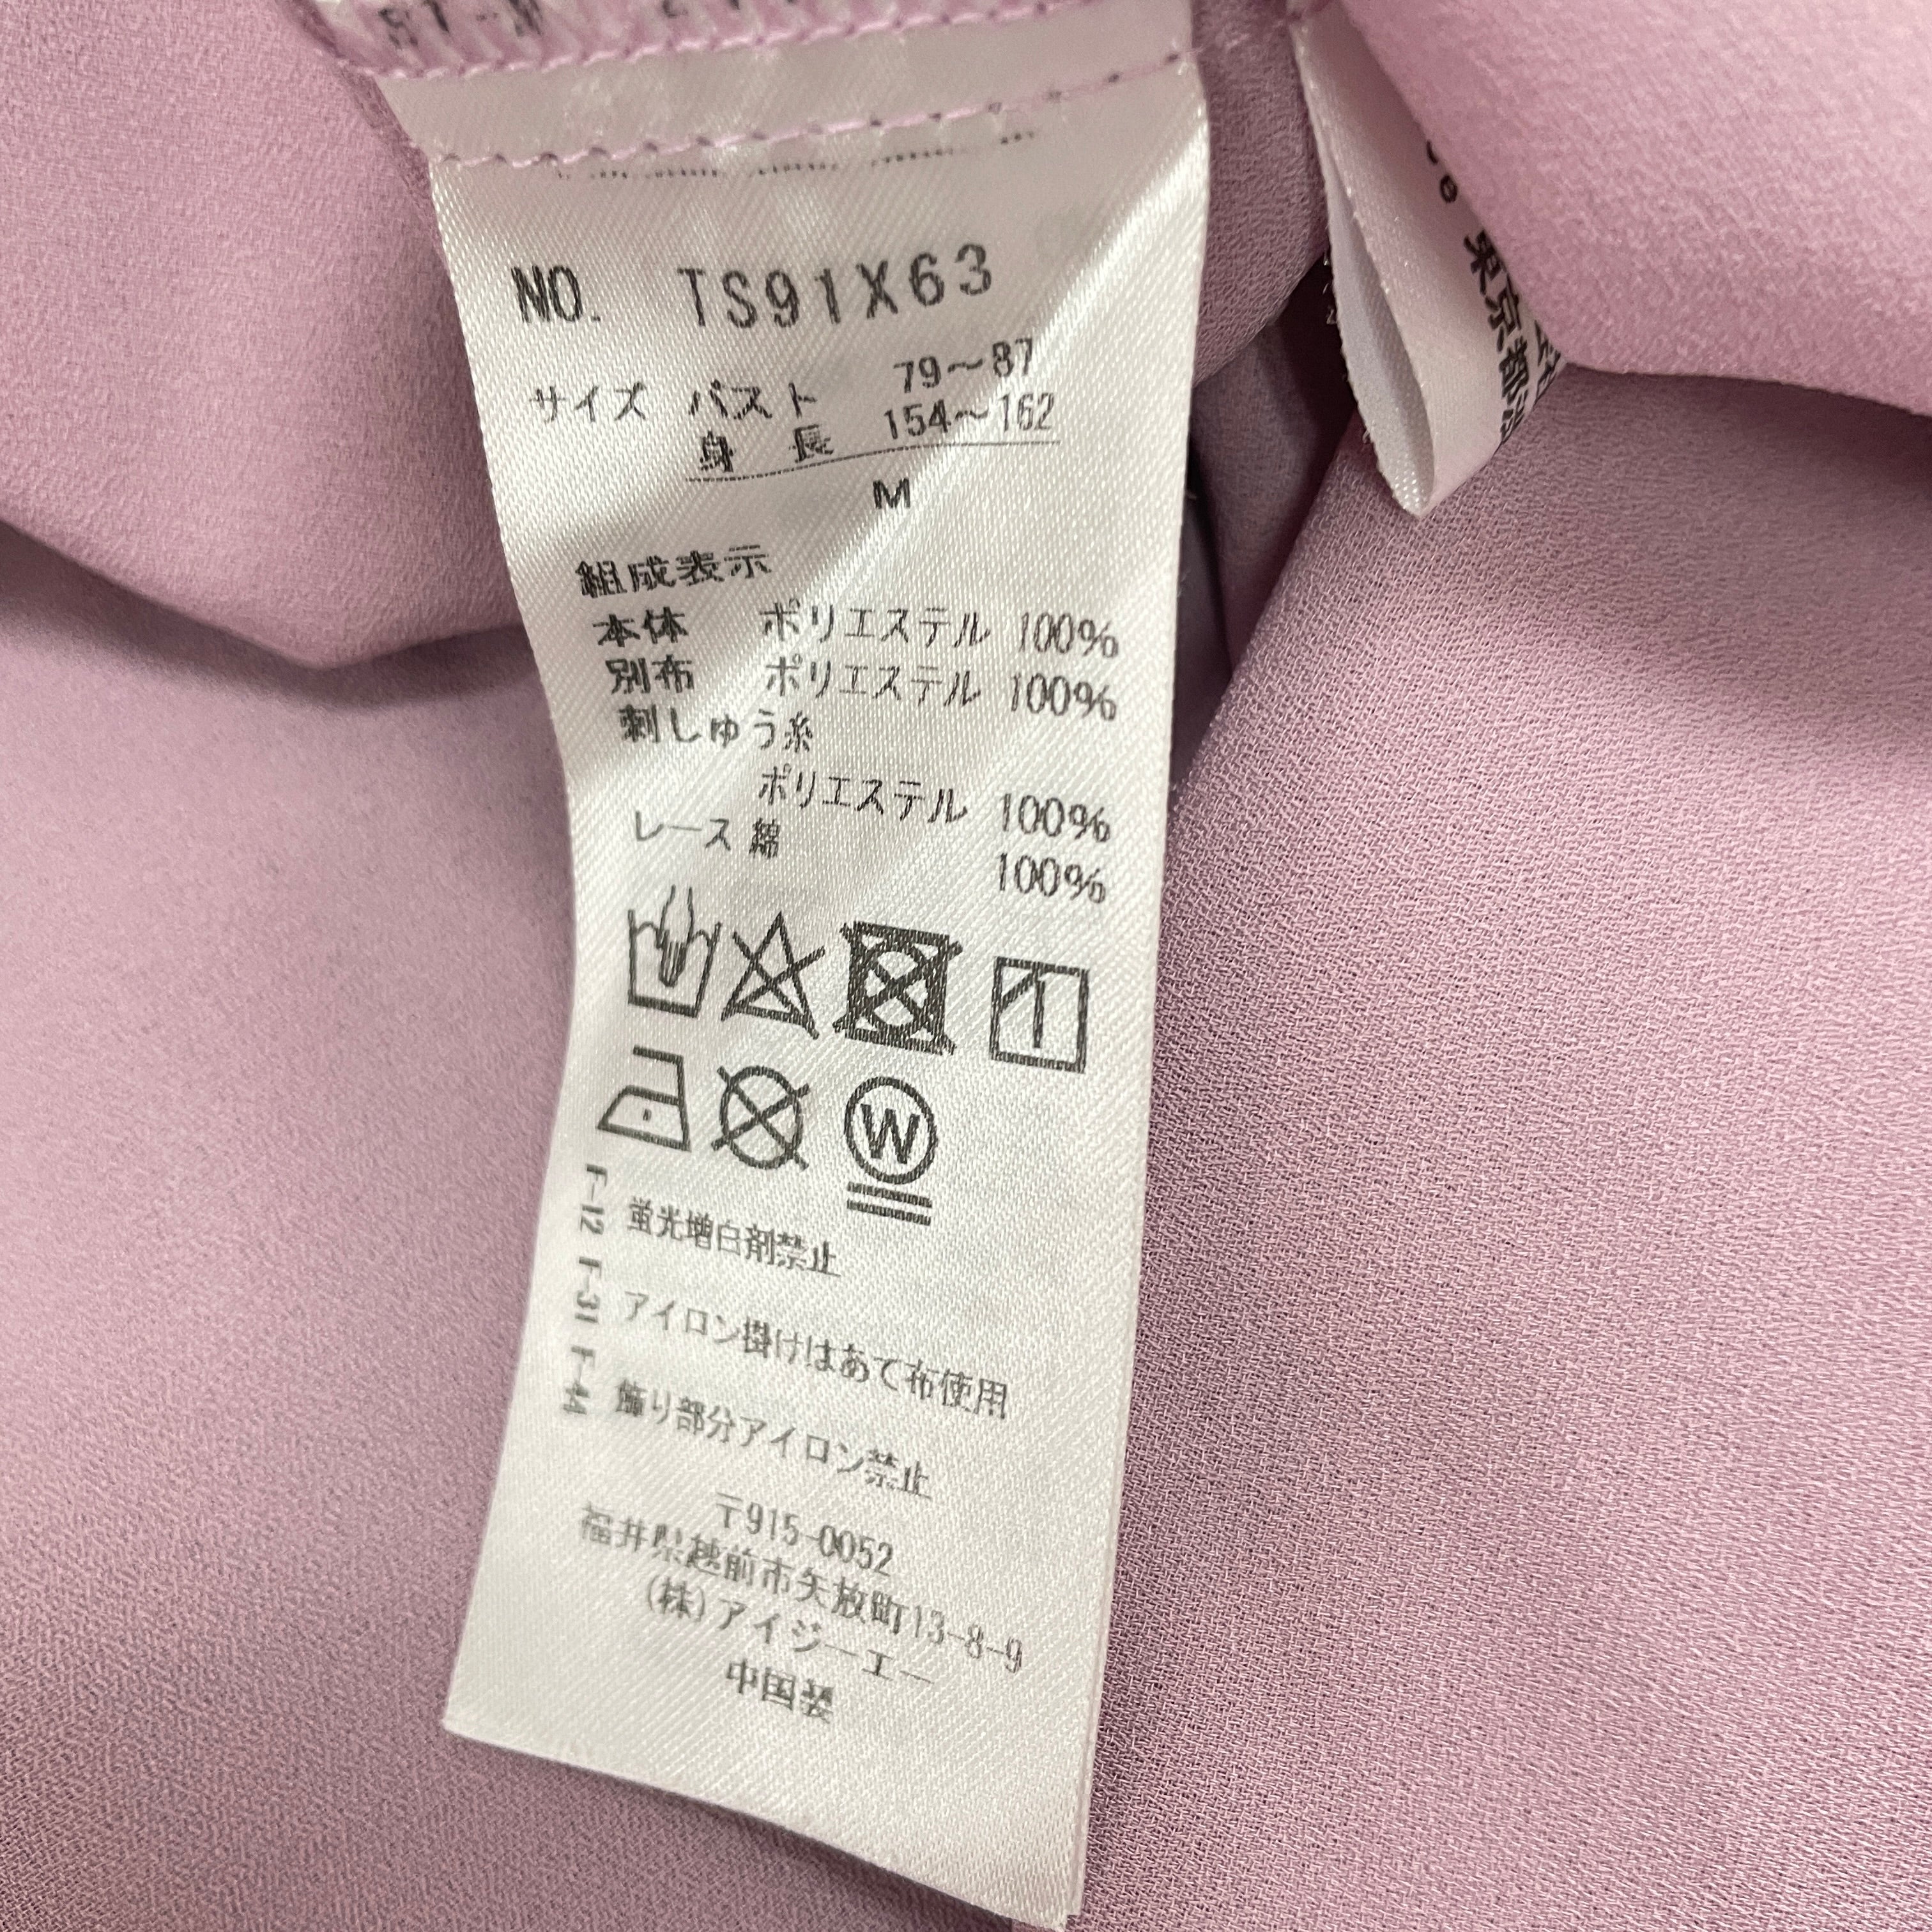 NO. TS91X63
サイズ バスト 79～87
身長 154～162
M
組成表示
本体 ポリエステル 100%
別布 ポリエステル 100%
刺しゅう糸
ポリエステル 100%
レース 綿
100%
W
F-12 蛍光増白剤禁止
F-31 アイロン掛けはあて布使用
F-44 飾り部分アイロン禁止
〒915-0052
福井県越前市矢放町13-8-9
(株)アイジーエー
中国製
東京都